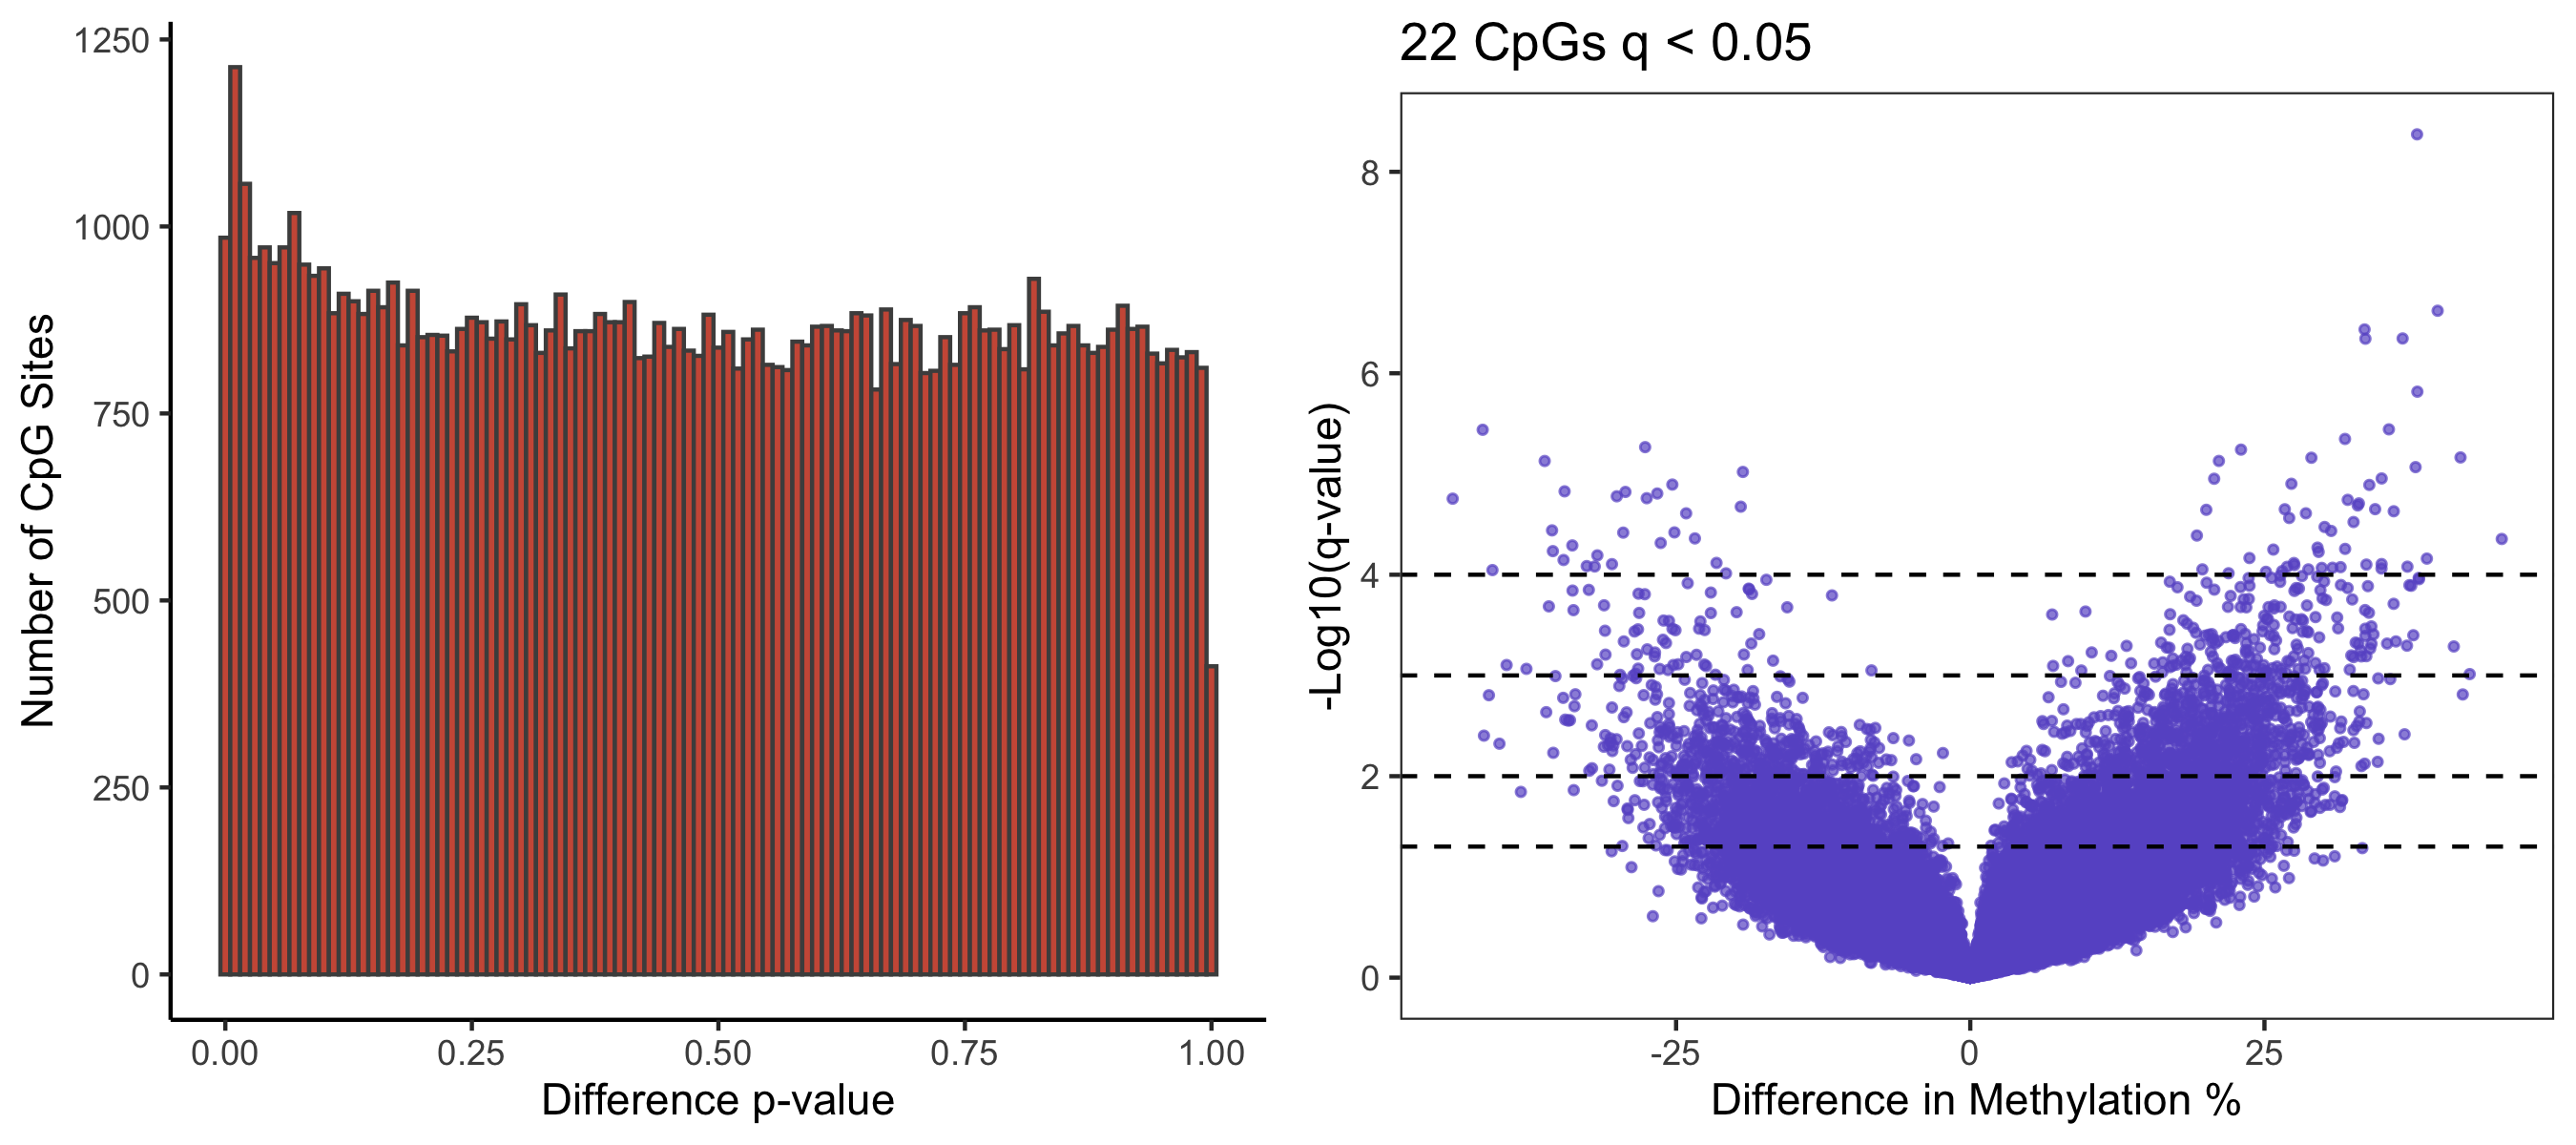 1250
1000
750
500
250
0
Number of CpG Sites
0.00 0.25 0.50 0.75 1.00
Difference p-value
22 CpGs q < 0.05
8
6
4
2
0
-Log10(q-value)
-25 0 25
Difference in Methylation %